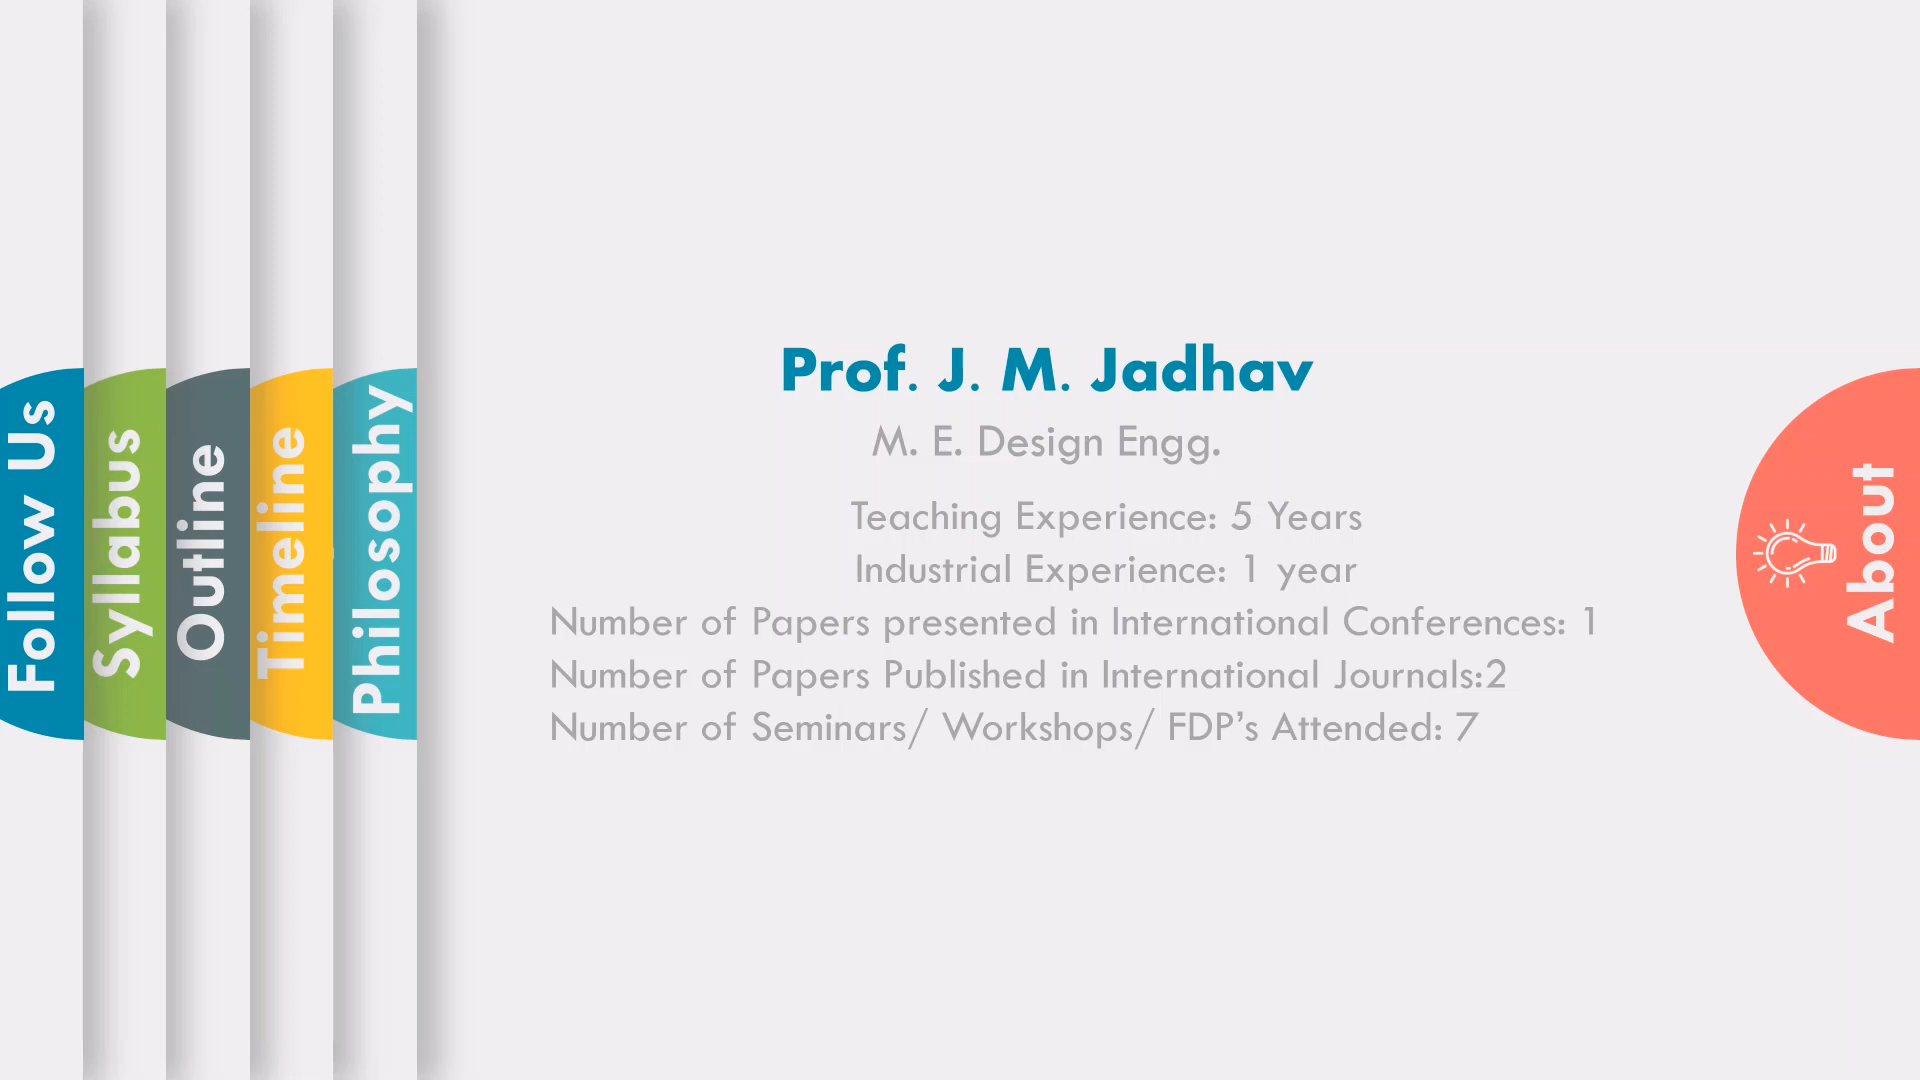 Follow Us
Syllabus
Outline
Timeline
Philosophy
Prof. J. M. Jadhav
M. E. Design Engg.
Teaching Experience: 5 Years
Industrial Experience: 1 year
Number of Papers presented in International Conferences: 1
Number of Papers Published in International Journals:2
Number of Seminars/ Workshops/ FDP’s Attended: 7
About